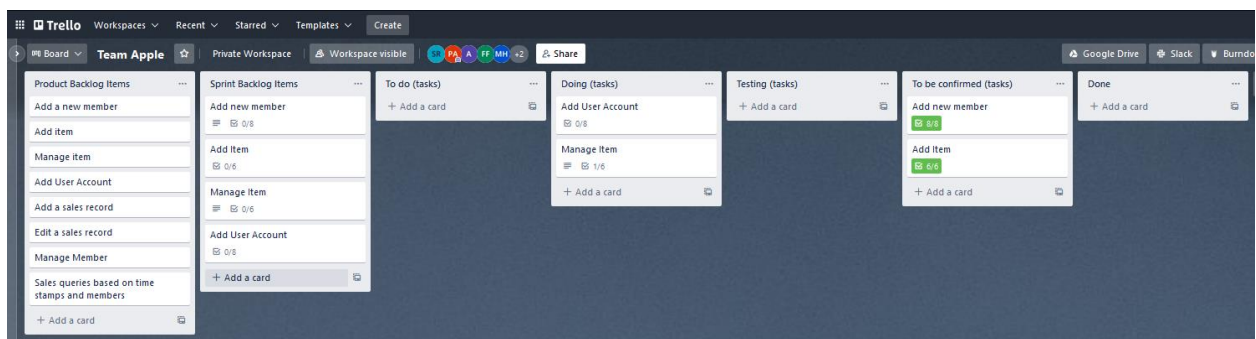 Trello Workspaces Recent Starred Templates Create
Board Team Apple Private Workspace Workspace visible SR PA A FF MH +2 Share Google Drive Slack Burndo
Product Backlog Items
Add a new member
Add item
Manage item
Add User Account
Add a sales record
Edit a sales record
Manage Member
Sales queries based on time
stamps and members
+ Add a card
Sprint Backlog Items
Add new member
0/8
Add Item
0/6
Manage Item
0/6
Add User Account
0/8
+ Add a card
To do (tasks)
+ Add a card
Doing (tasks)
Add User Account
0/8
Manage Item
1/6
+ Add a card
Testing (tasks)
+ Add a card
To be confirmed (tasks)
Add new member
8/8
Add Item
6/6
+ Add a card
Done
+ Add a card